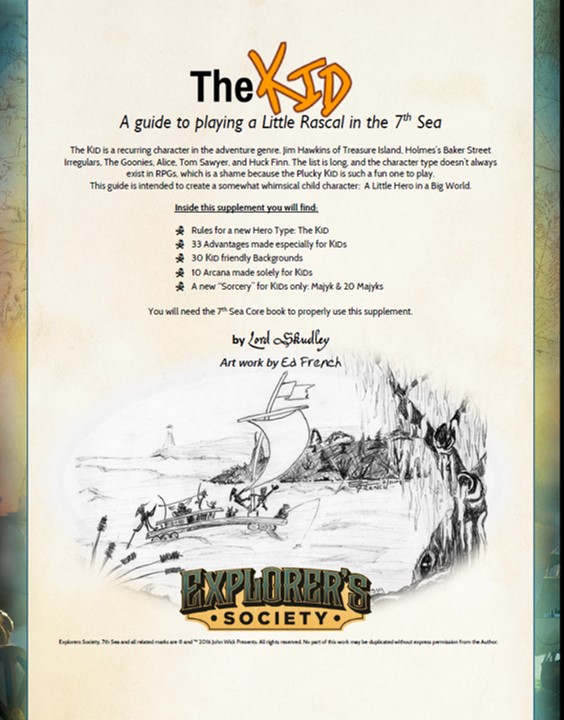 The KID
A guide to playing a Little Rascal in the 7th Sea
The KID is a recurring character in the adventure genre. Jim Hawkins of Treasure Island, Holmes's Baker Street
Irregulars, The Goonies, Alice, Tom Sawyer, and Huck Finn. The list is long, and the character type doesn't always
exist in RPGs, which is a shame because the Plucky KID is such a fun one to play.
This guide is intended to create a somewhat whimsical child character: A Little Hero in a Big World.
Inside this supplement you will find:
Rules for a new Hero Type: The KID
33 Advantages made especially for KIDs
30 KID friendly Backgrounds
10 Arcana made solely for KIDs
A new "Sorcery" for KIDs only: Majyk & 20 Majyks
You will need the 7th Sea Core book to properly use this supplement.
by Lord Skudley
Art work by Ed French
FRENCH
EXPLORER'S
• SOCIETY •
Explorers Society, 7th Sea and all related marks are ® and ™ 2016 John Wick Presents. All rights reserved. No part of this work may be duplicated without express permission from the Author.